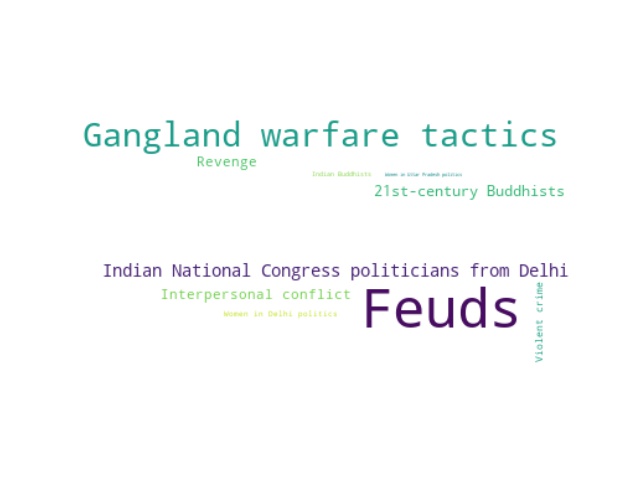 Gangland warfare tactics
Revenge
Indian Buddhists
Women in Uttar Pradesh politics
21st-century Buddhists
Indian National Congress politicians from Delhi
Interpersonal conflict
Feuds
Women in Delhi politics
Violent crime